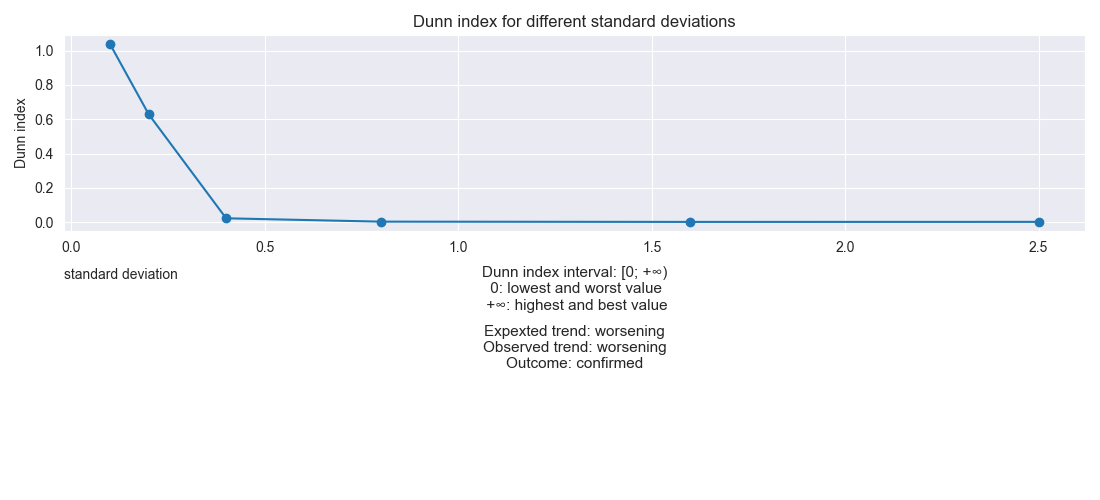 Dunn index for different standard deviations
Dunn index
1.0
0.8
0.6
0.4
0.2
0.0
0.0 0.5 1.0 1.5 2.0 2.5
standard deviation
Dunn index interval: [0; +∞)
0: lowest and worst value
+∞: highest and best value
Expexted trend: worsening
Observed trend: worsening
Outcome: confirmed